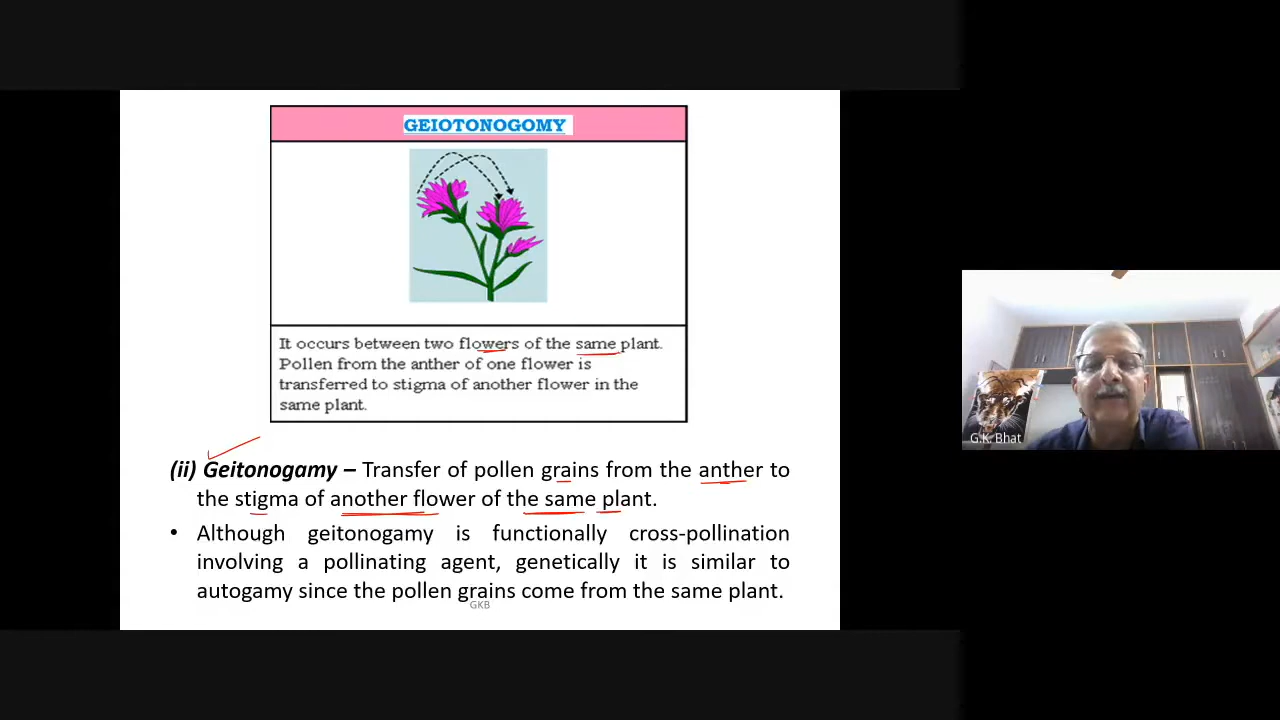 GEIOTONOGOMY
It occurs between two flowers of the same plant.
Pollen from the anther of one flower is
transferred to stigma of another flower in the
same plant.
(ii) Geitonogamy – Transfer of pollen grains from the anther to
the stigma of another flower of the same plant.
• Although geitonogamy is functionally cross-pollination
involving a pollinating agent, genetically it is similar to
autogamy since the pollen grains come from the same plant.
GKB
G.K. Bhat